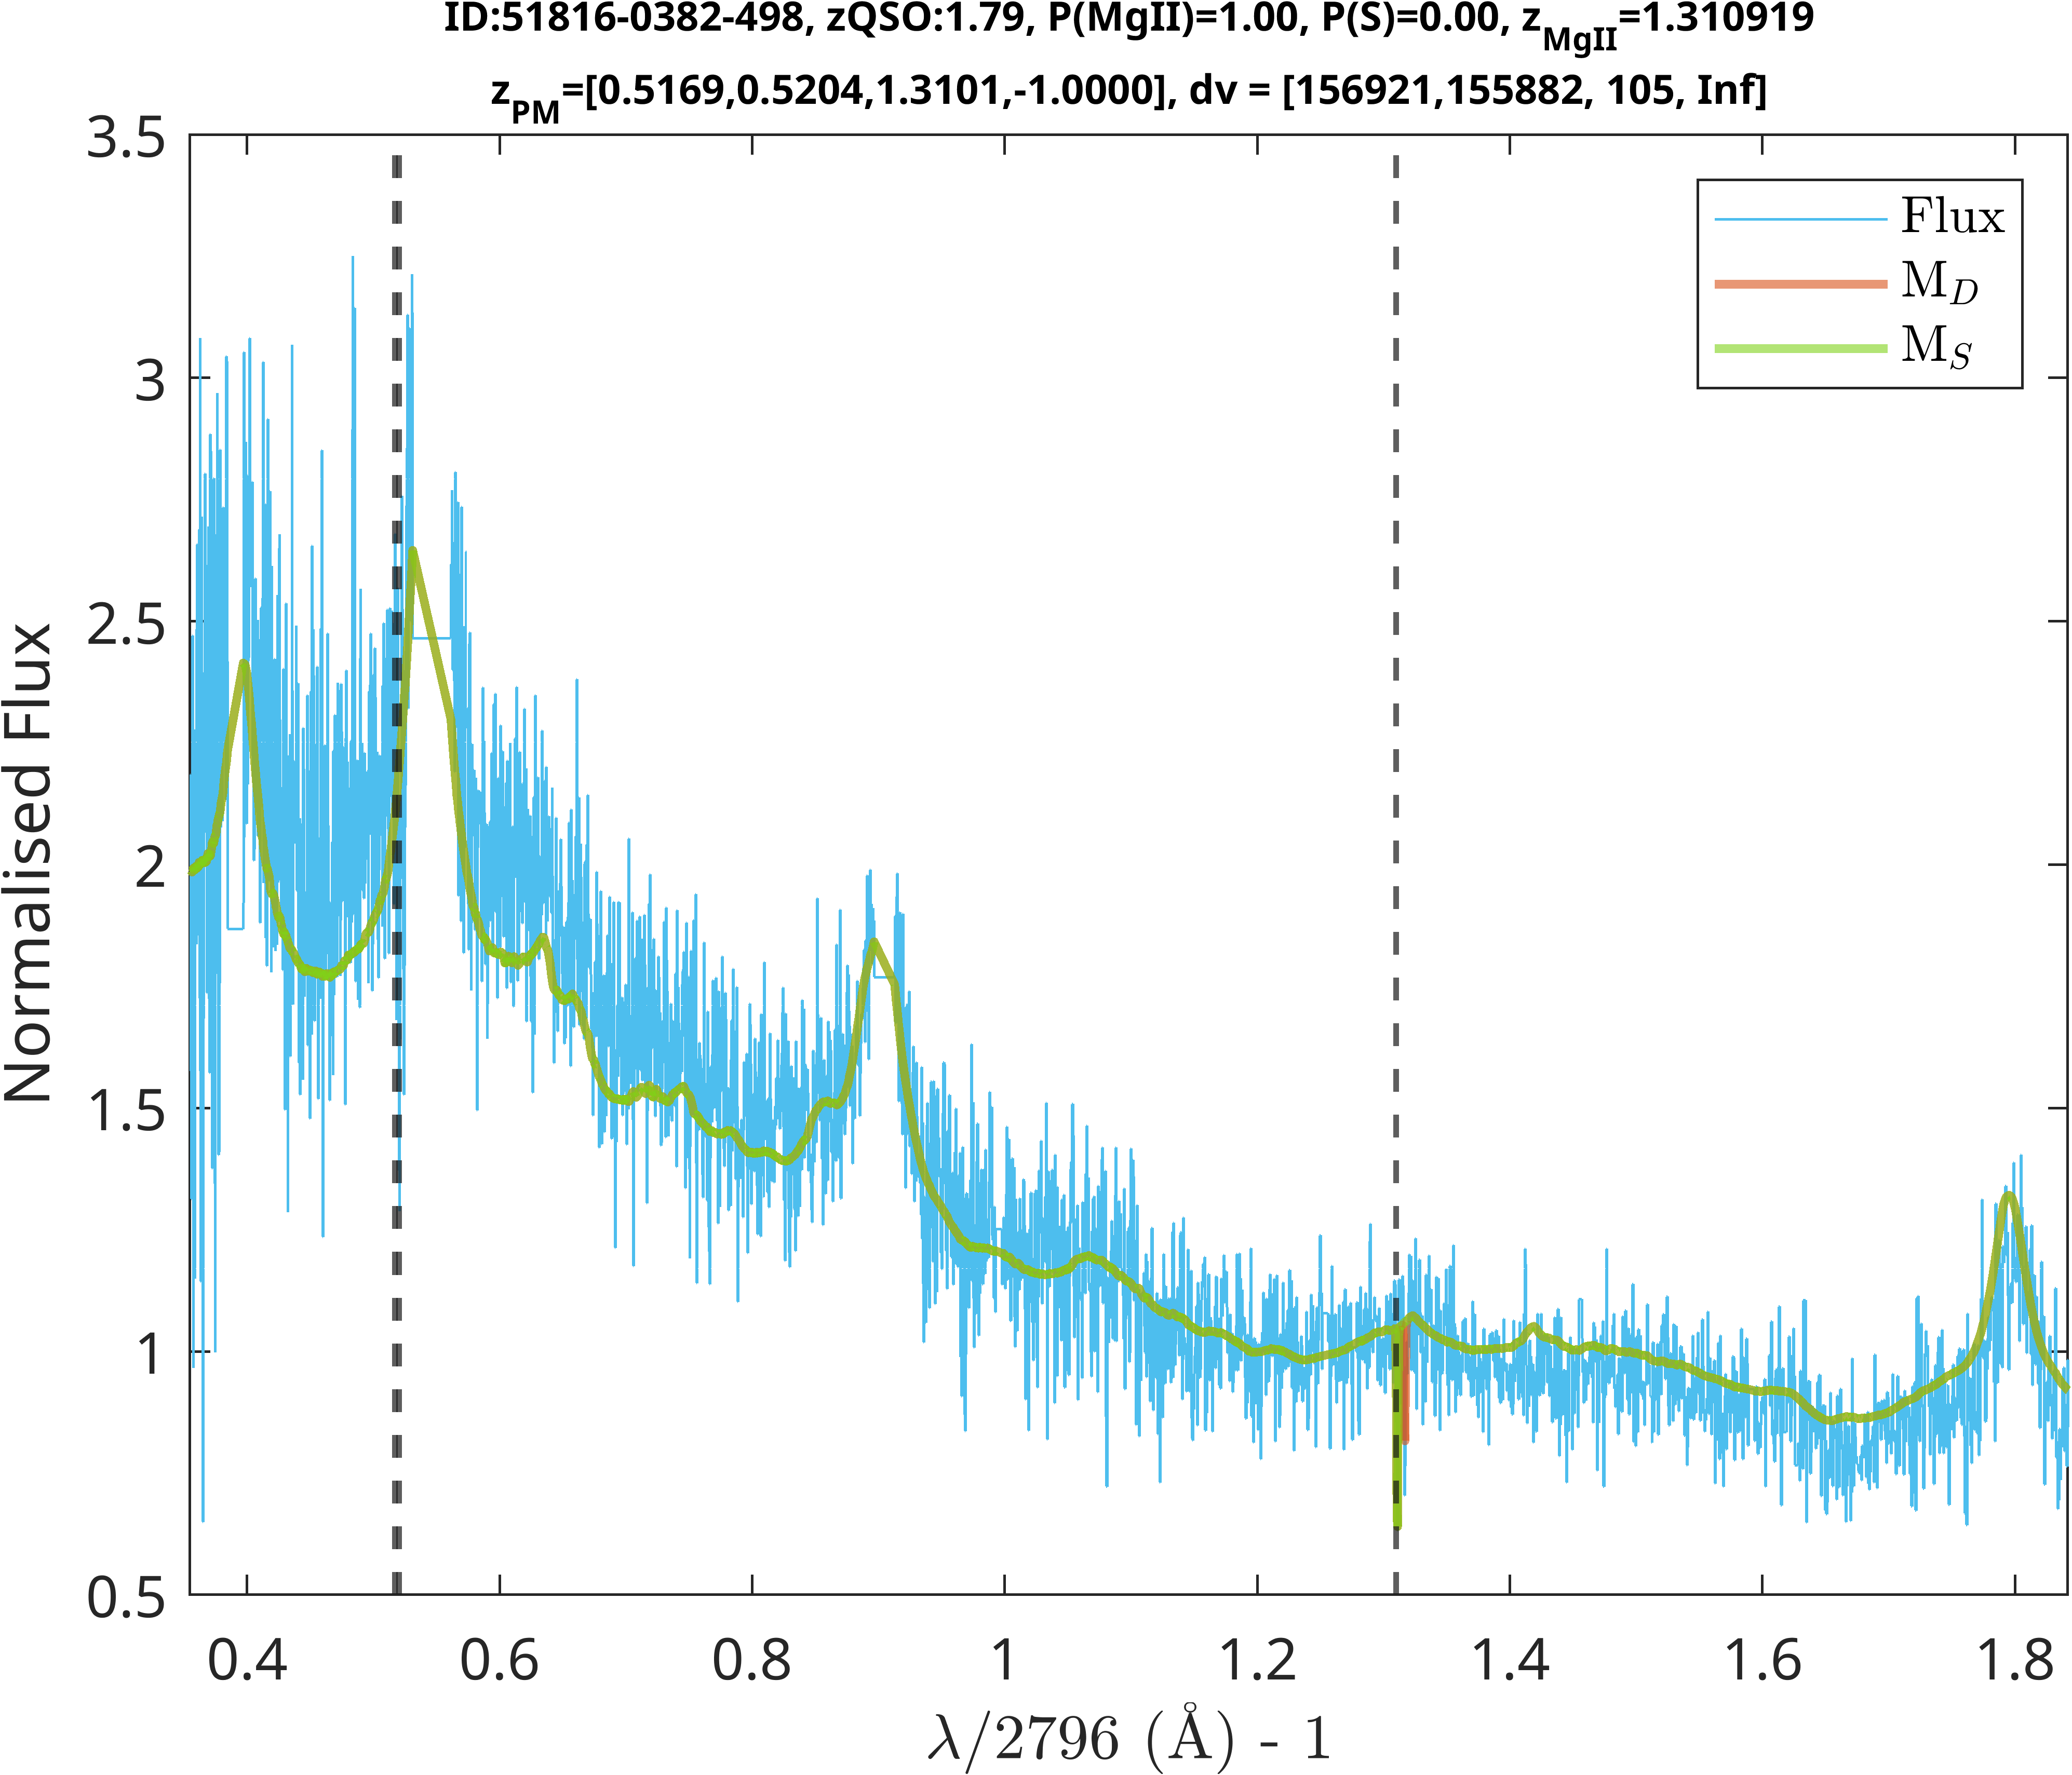 ID:51816-0382-498, zQSO:1.79, P(MgII)=1.00, P(S)=0.00, zMgII=1.310919
zPM=[0.5169,0.5204,1.3101,-1.0000], dv = [156921,155882, 105, Inf]
Flux
MD
MS
Normalised Flux
3.5
3
2.5
2
1.5
1
0.5
0.4
0.6
0.8
1
1.2
1.4
1.6
1.8
λ/2796 (Å) - 1